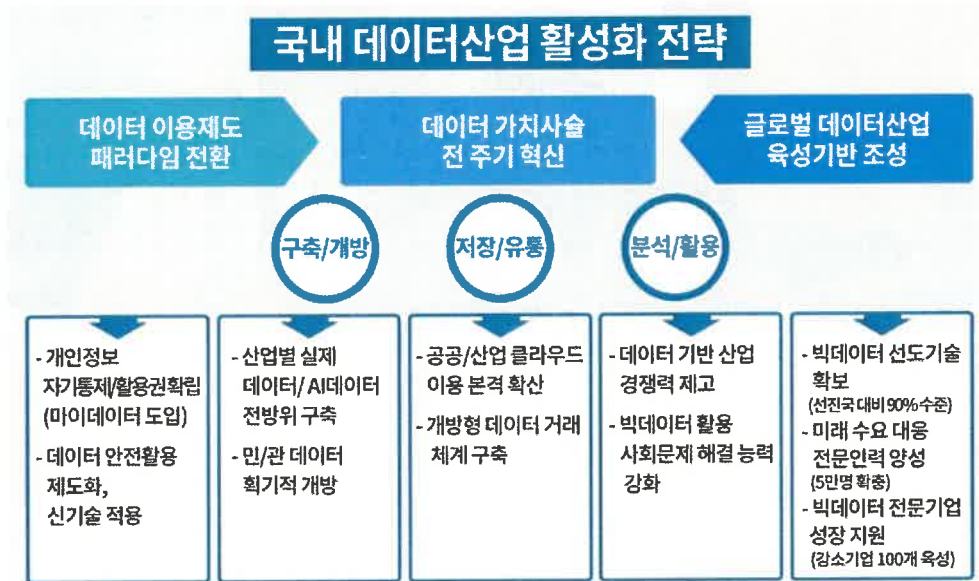 국내 데이터산업 활성화 전략
데이터 이용제도
패러다임 전환
데이터 가치사슬
전 주기 혁신
글로벌 데이터산업
육성기반 조성
구축/개방
저장/유통
분석/활용
- 개인정보
자기통제/활용권확립
(마이데이터 도입)
- 데이터 안전활용
제도화,
신기술 적용
- 산업별 실제
데이터/ AI데이터
전방위 구축
- 민/관 데이터
획기적 개방
- 공공/산업 클라우드
이용 본격 확산
- 개방형 데이터 거래
체계 구축
- 데이터 기반 산업
경쟁력 제고
- 빅데이터 활용
사회문제 해결 능력
강화
- 빅데이터 선도기술
확보
(선진국 대비 90% 수준)
- 미래 수요 대응
전문인력 양성
(5만명 확충)
- 빅데이터 전문기업
성장 지원
(강소기업 100개 육성)